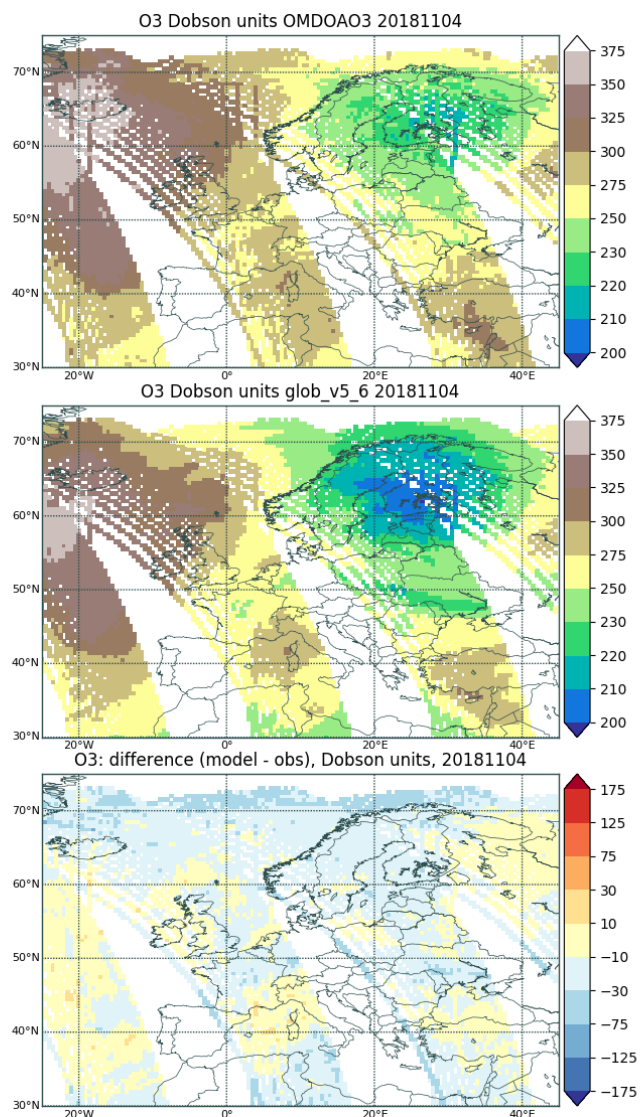 O3 Dobson units OMDOAO3 20181104
70°N
60°N
50°N
40°N
30°N
20°W
0°
20°E
40°E
375
350
325
300
275
250
230
220
210
200
O3 Dobson units glob_v5_6 20181104
70°N
60°N
50°N
40°N
30°N
20°W
0°
20°E
40°E
375
350
325
300
275
250
230
220
210
200
O3: difference (model - obs), Dobson units, 20181104
70°N
60°N
50°N
40°N
30°N
20°W
0°
20°E
40°E
175
125
75
30
10
−10
−30
−75
−125
−175